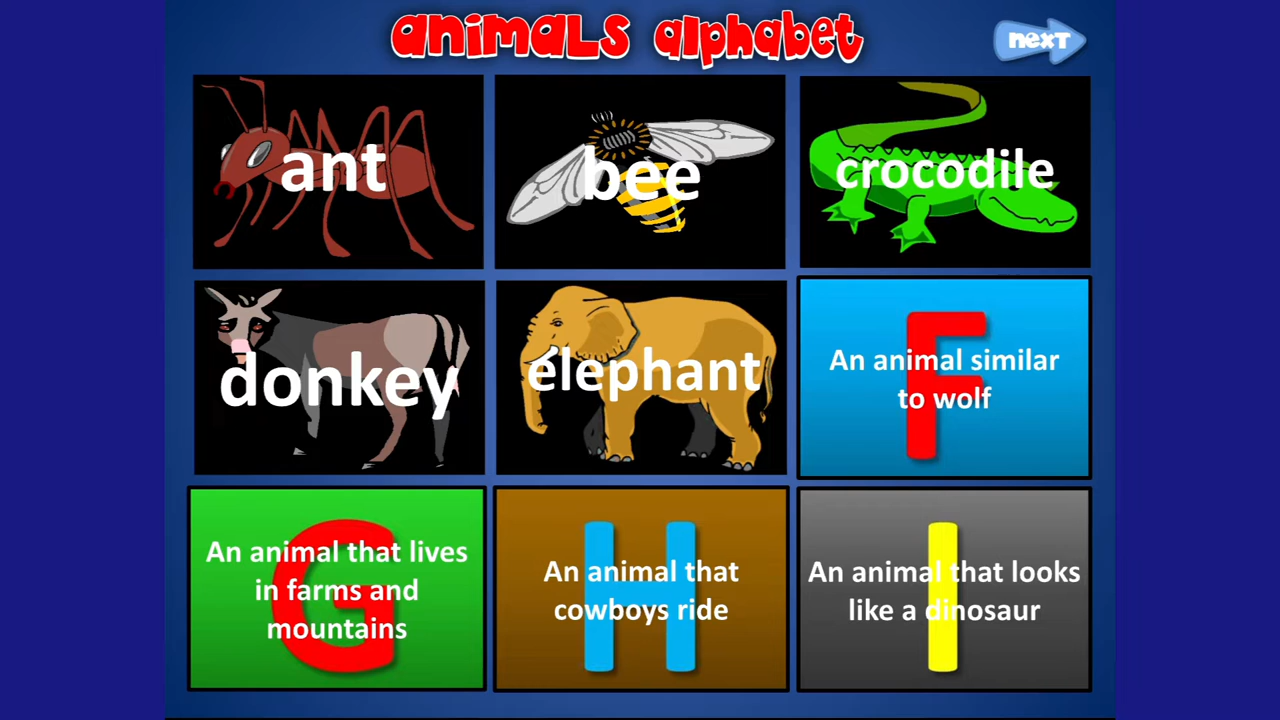 animals alphabet
next
ant
bee
crocodile
donkey
elephant
F
An animal similar
to wolf
G
An animal that lives
in farms and
mountains
H
An animal that
cowboys ride
I
An animal that looks
like a dinosaur